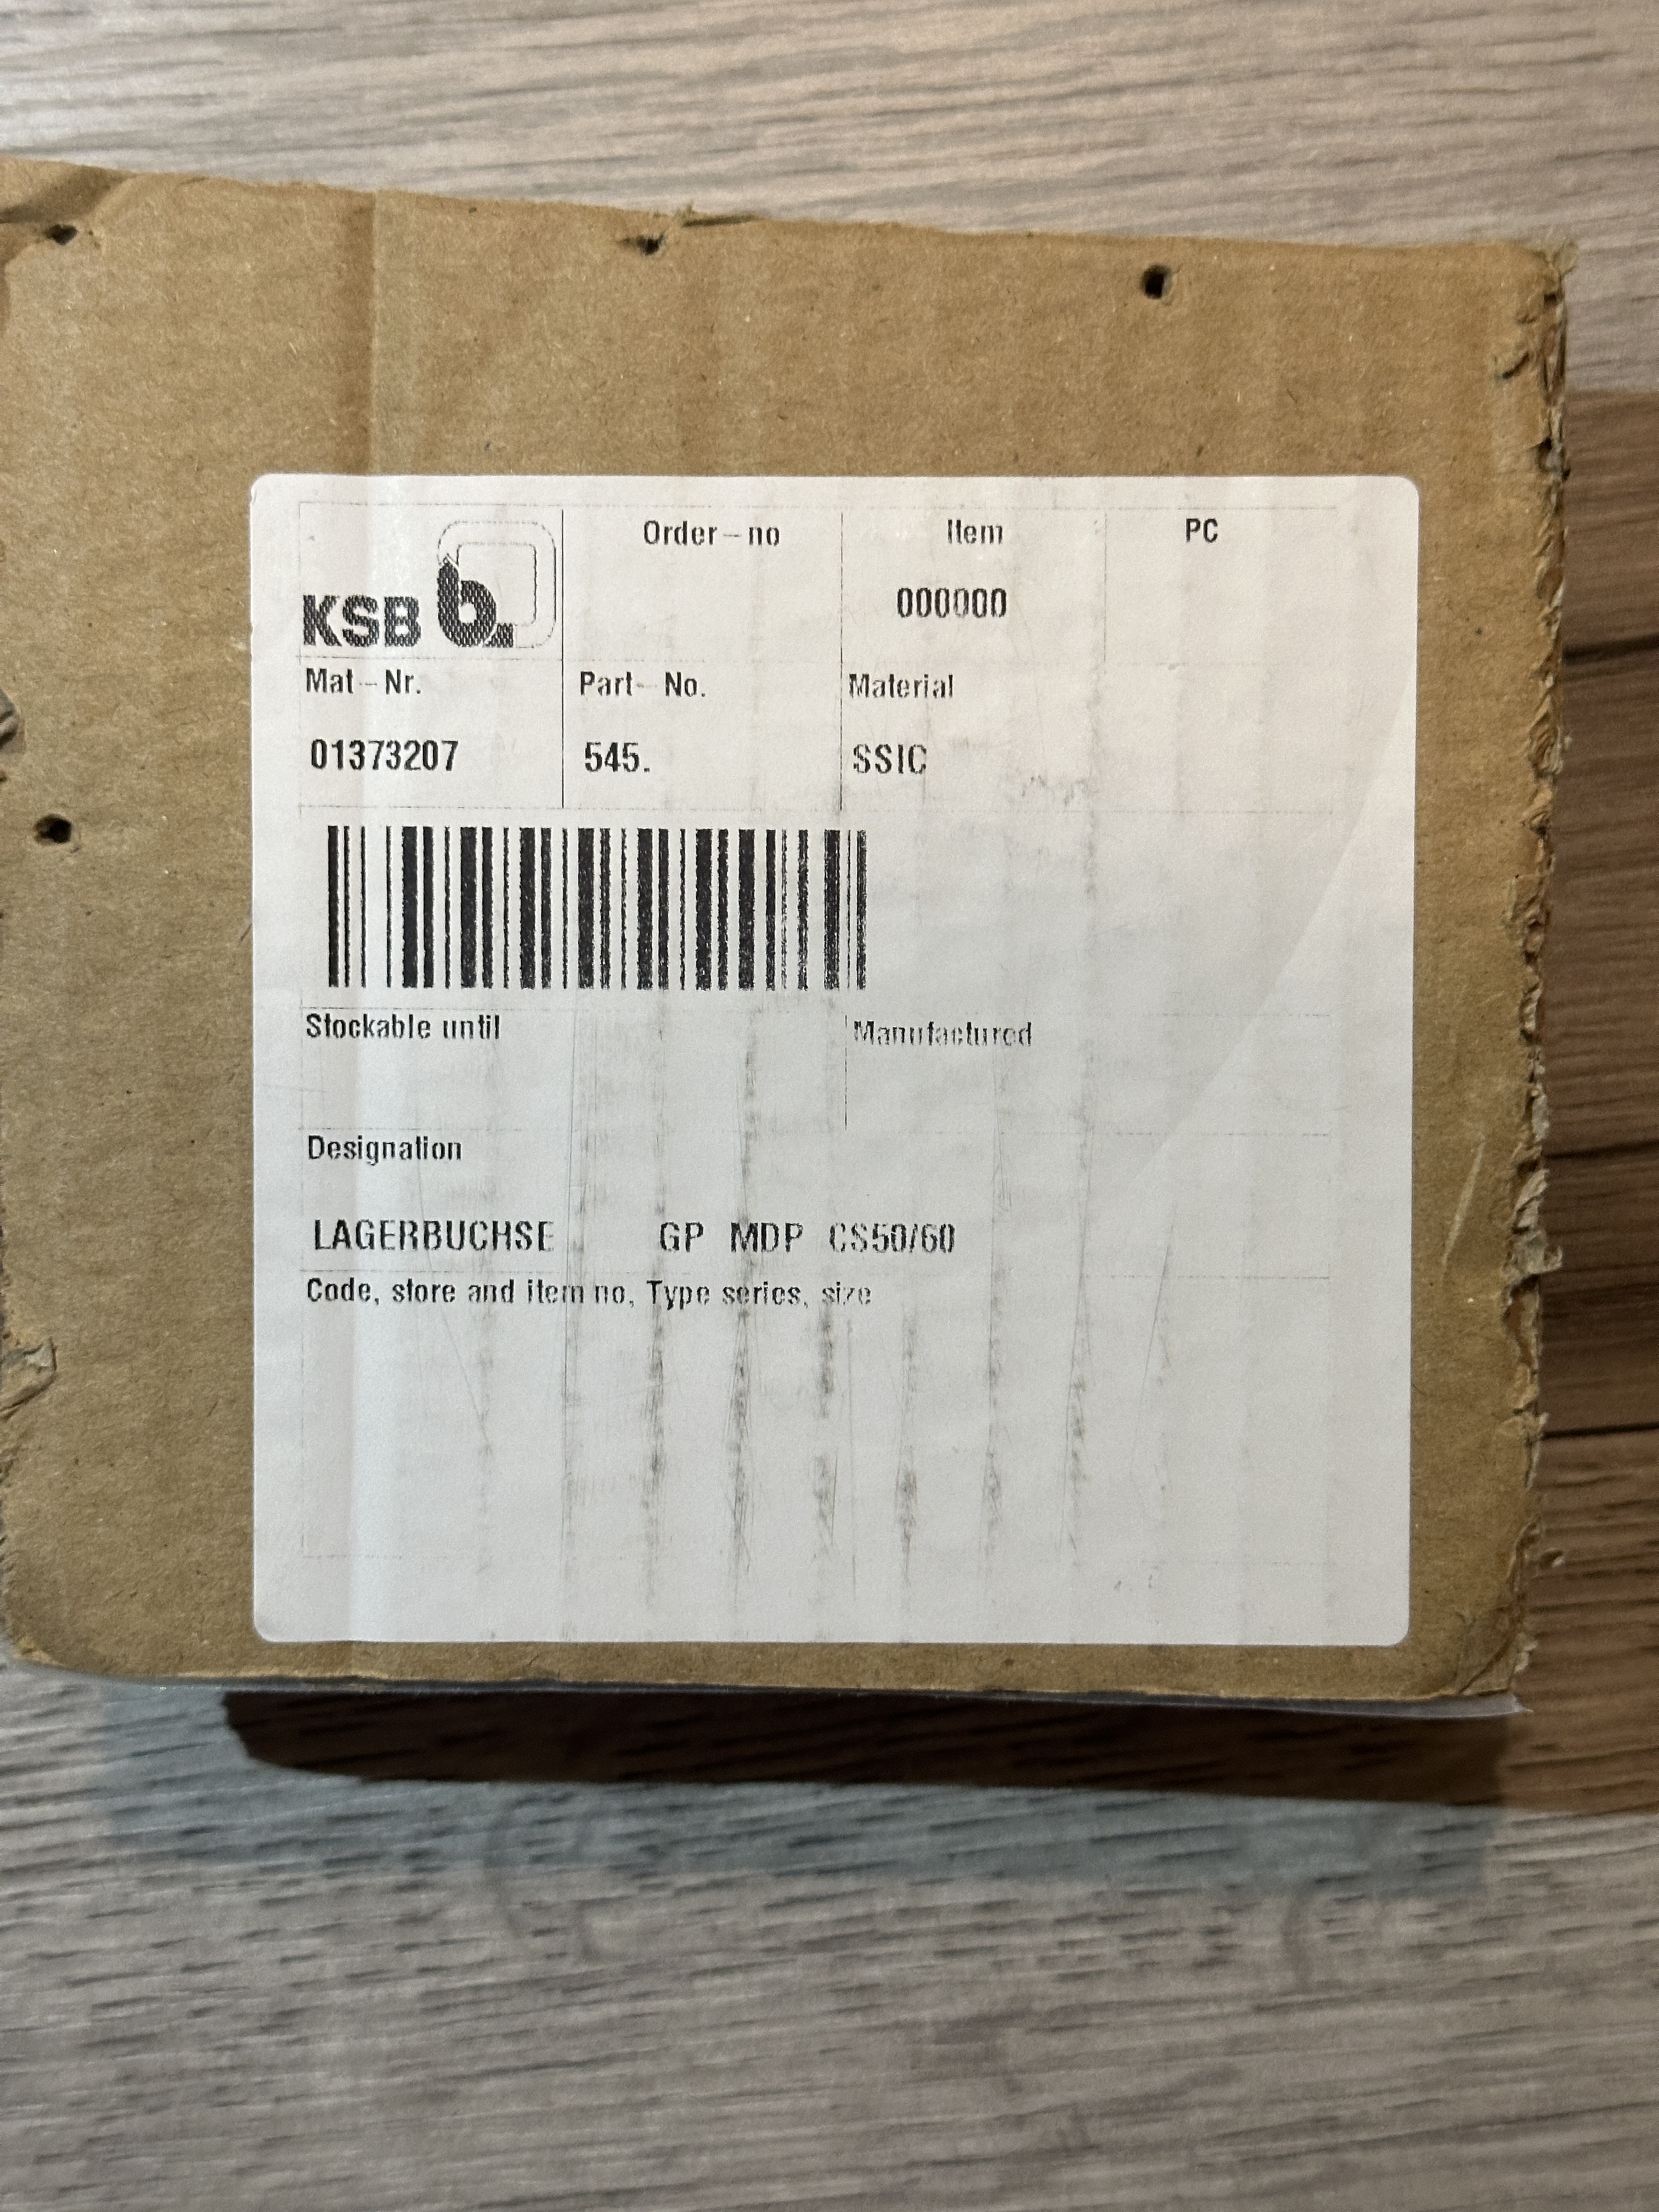 Order-no Item PC
KSB b.
000000
Mat-Nr. Part-No. Material
01373207 545. SSIC
Stockable until Manufactured
Designation
LAGERBUCHSE GP MDP CS50/60
Code, store and item no, Type series, size